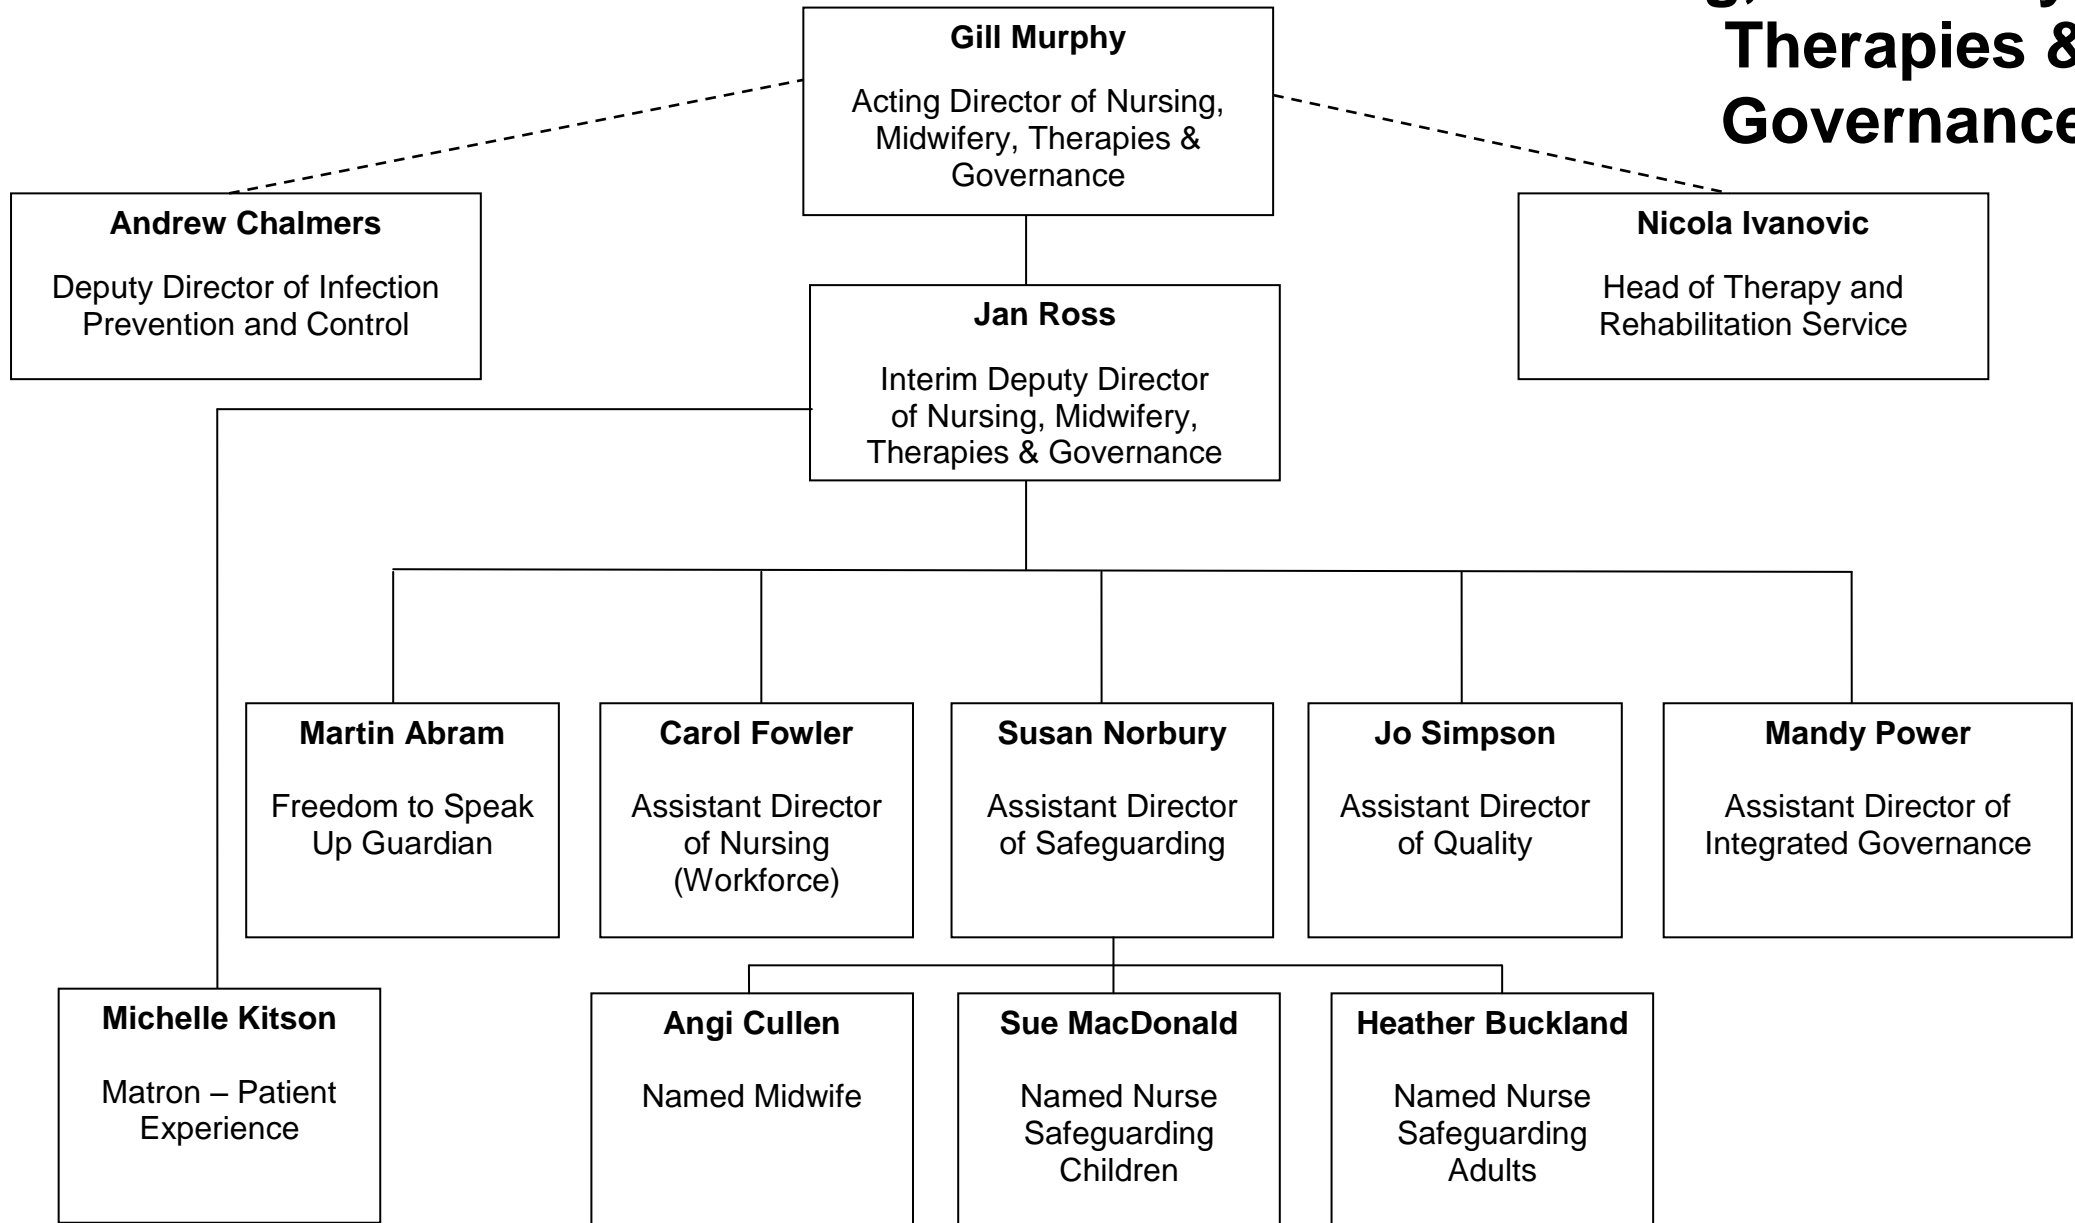 Therapies &
Governance
Gill Murphy
Acting Director of Nursing,
Midwifery, Therapies &
Governance
Andrew Chalmers
Deputy Director of Infection
Prevention and Control
Nicola Ivanovic
Head of Therapy and
Rehabilitation Service
Jan Ross
Interim Deputy Director
of Nursing, Midwifery,
Therapies & Governance
Martin Abram
Freedom to Speak
Up Guardian
Carol Fowler
Assistant Director
of Nursing
(Workforce)
Susan Norbury
Assistant Director
of Safeguarding
Jo Simpson
Assistant Director
of Quality
Mandy Power
Assistant Director of
Integrated Governance
Michelle Kitson
Matron – Patient
Experience
Angi Cullen
Named Midwife
Sue MacDonald
Named Nurse
Safeguarding
Children
Heather Buckland
Named Nurse
Safeguarding
Adults